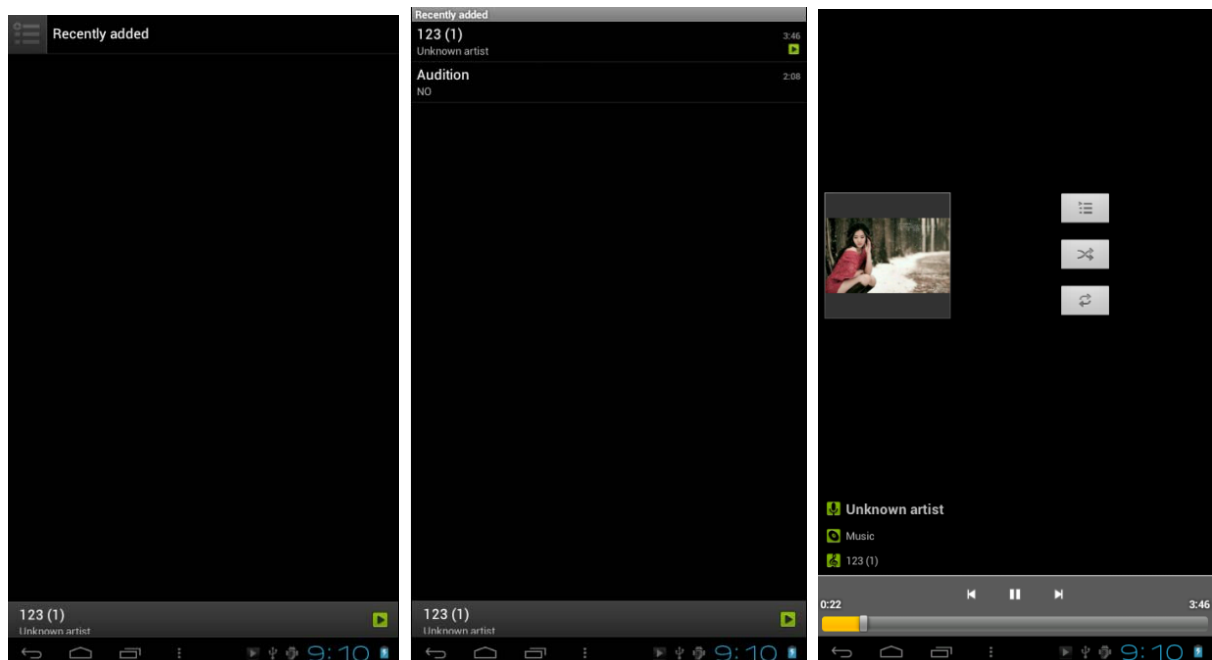 Recently added
123 (1)
Unknown artist
9:10
Recently added
123 (1)
3:46
Unknown artist
Audition
2:08
NO
123 (1)
Unknown artist
9:10
Unknown artist
Music
123 (1)
0:22
3:46
9:10